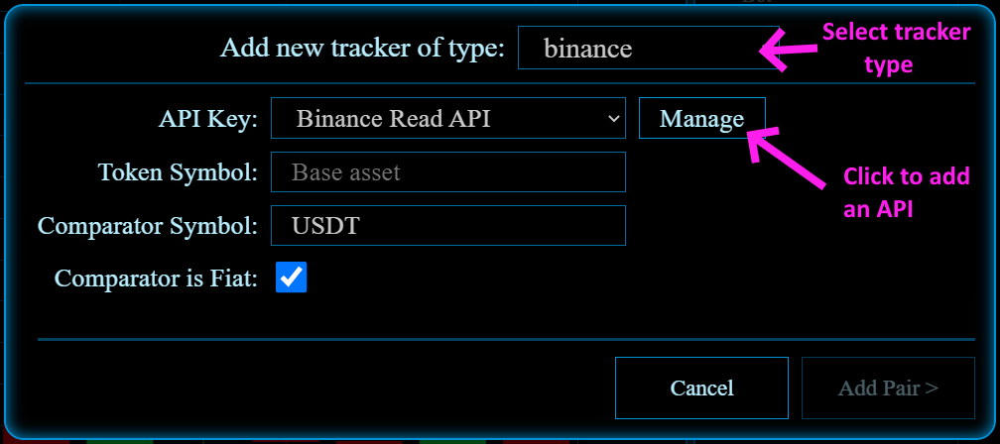 Add new tracker of type: binance
Select tracker
type
API Key: Binance Read API Manage
Token Symbol: Base asset
Click to add
an API
Comparator Symbol: USDT
Comparator is Fiat:
Cancel Add Pair >